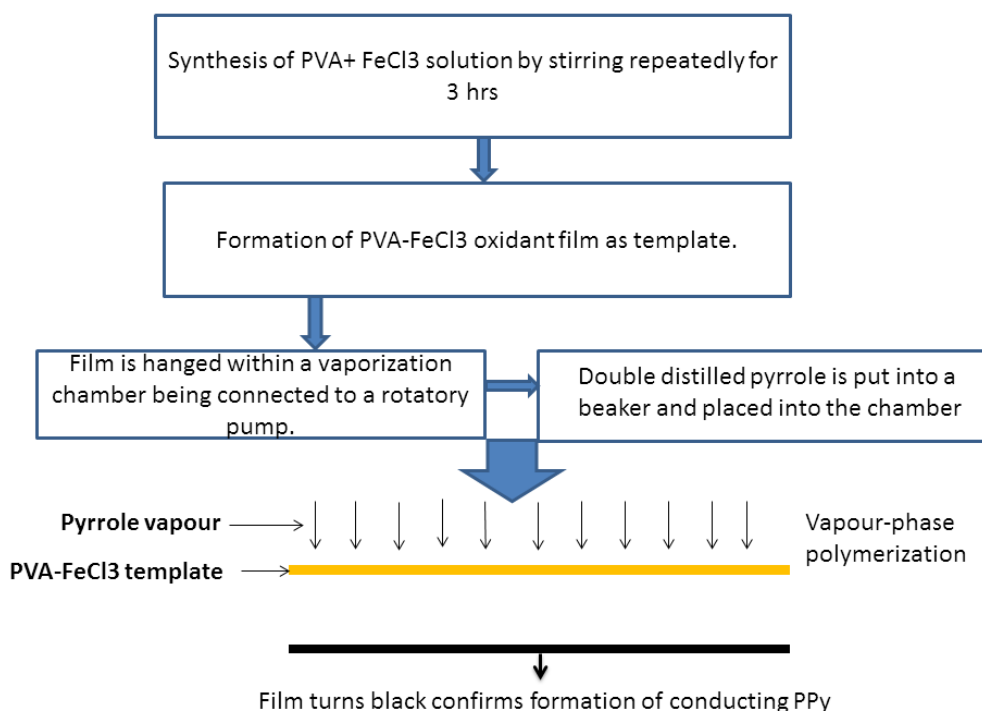 Synthesis of PVA+ FeCl3 solution by stirring repeatedly for
3 hrs
Formation of PVA-FeCl3 oxidant film as template.
Film is hanged within a vaporization
chamber being connected to a rotatory
pump.
Double distilled pyrrole is put into a
beaker and placed into the chamber
Pyrrole vapour
Vapour-phase
polymerization
PVA-FeCl3 template
Film turns black confirms formation of conducting PPy